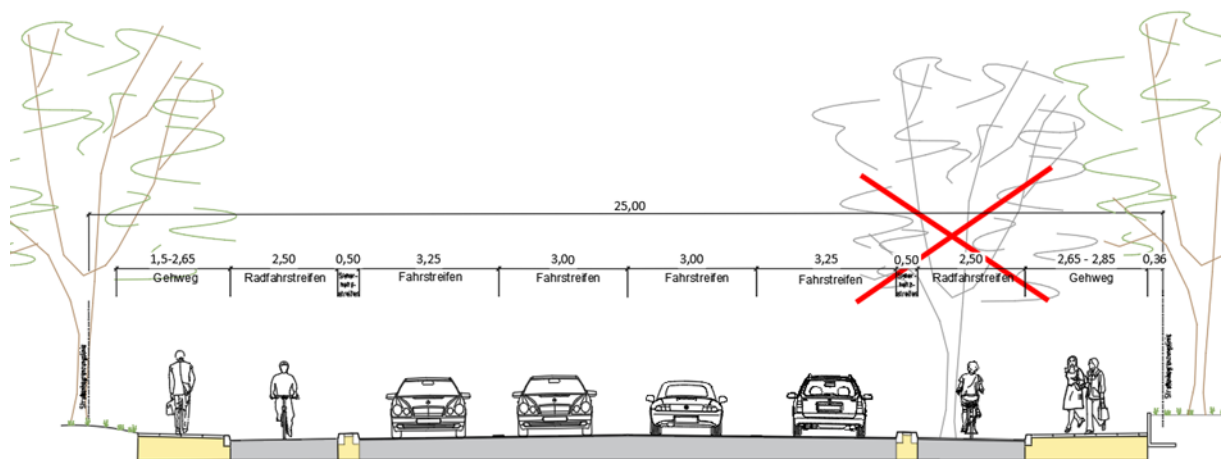 25,00
1,5-2,65 2,50 0,50 3,25 3,00 3,00 3,25 0,50 2,50 2,65 - 2,85 0,36
Gehweg Radfahrstreifen Fahrstreifen Fahrstreifen Fahrstreifen Fahrstreifen Radfahrstreifen Gehweg